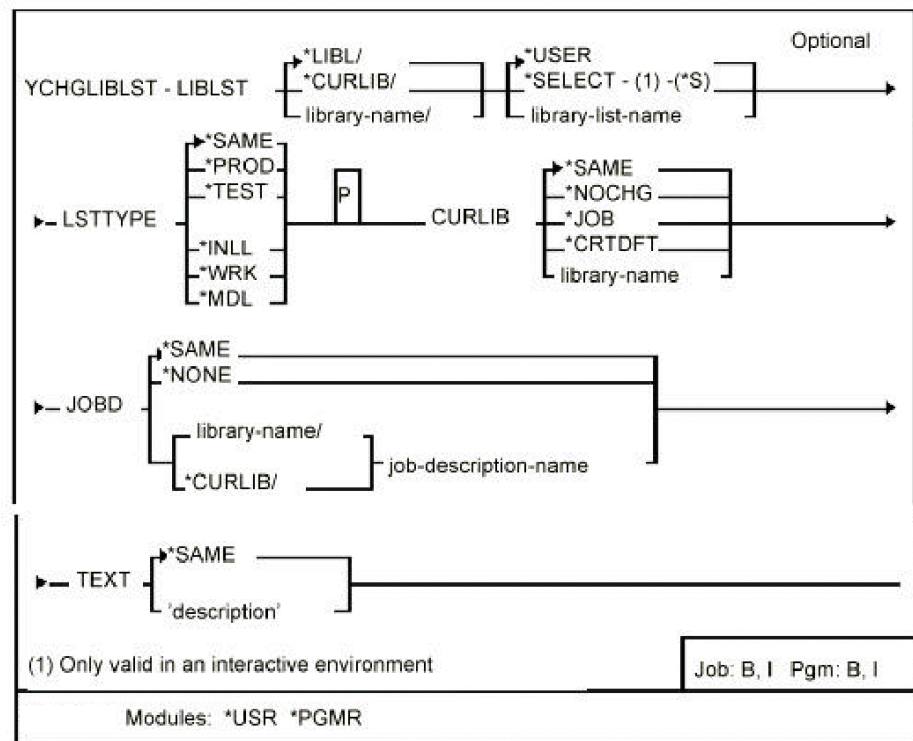 Optional
*LIBL/
*USER
YCHGLIBLST - LIBLST
*CURLIB/
*SELECT - (1) -(*S)
library-name/
library-list-name
*SAME
*PROD
*TEST
LSTTYPE
*INLL
*WRK
*MDL
P
CURLIB
*SAME
*NOCHG
*JOB
*CRTDFT
library-name
*SAME
*NONE
JOBD
library-name/
*CURLIB/
job-description-name
*SAME
TEXT
'description'
(1) Only valid in an interactive environment
Job: B, I Pgm: B, I
Modules: *USR *PGMR